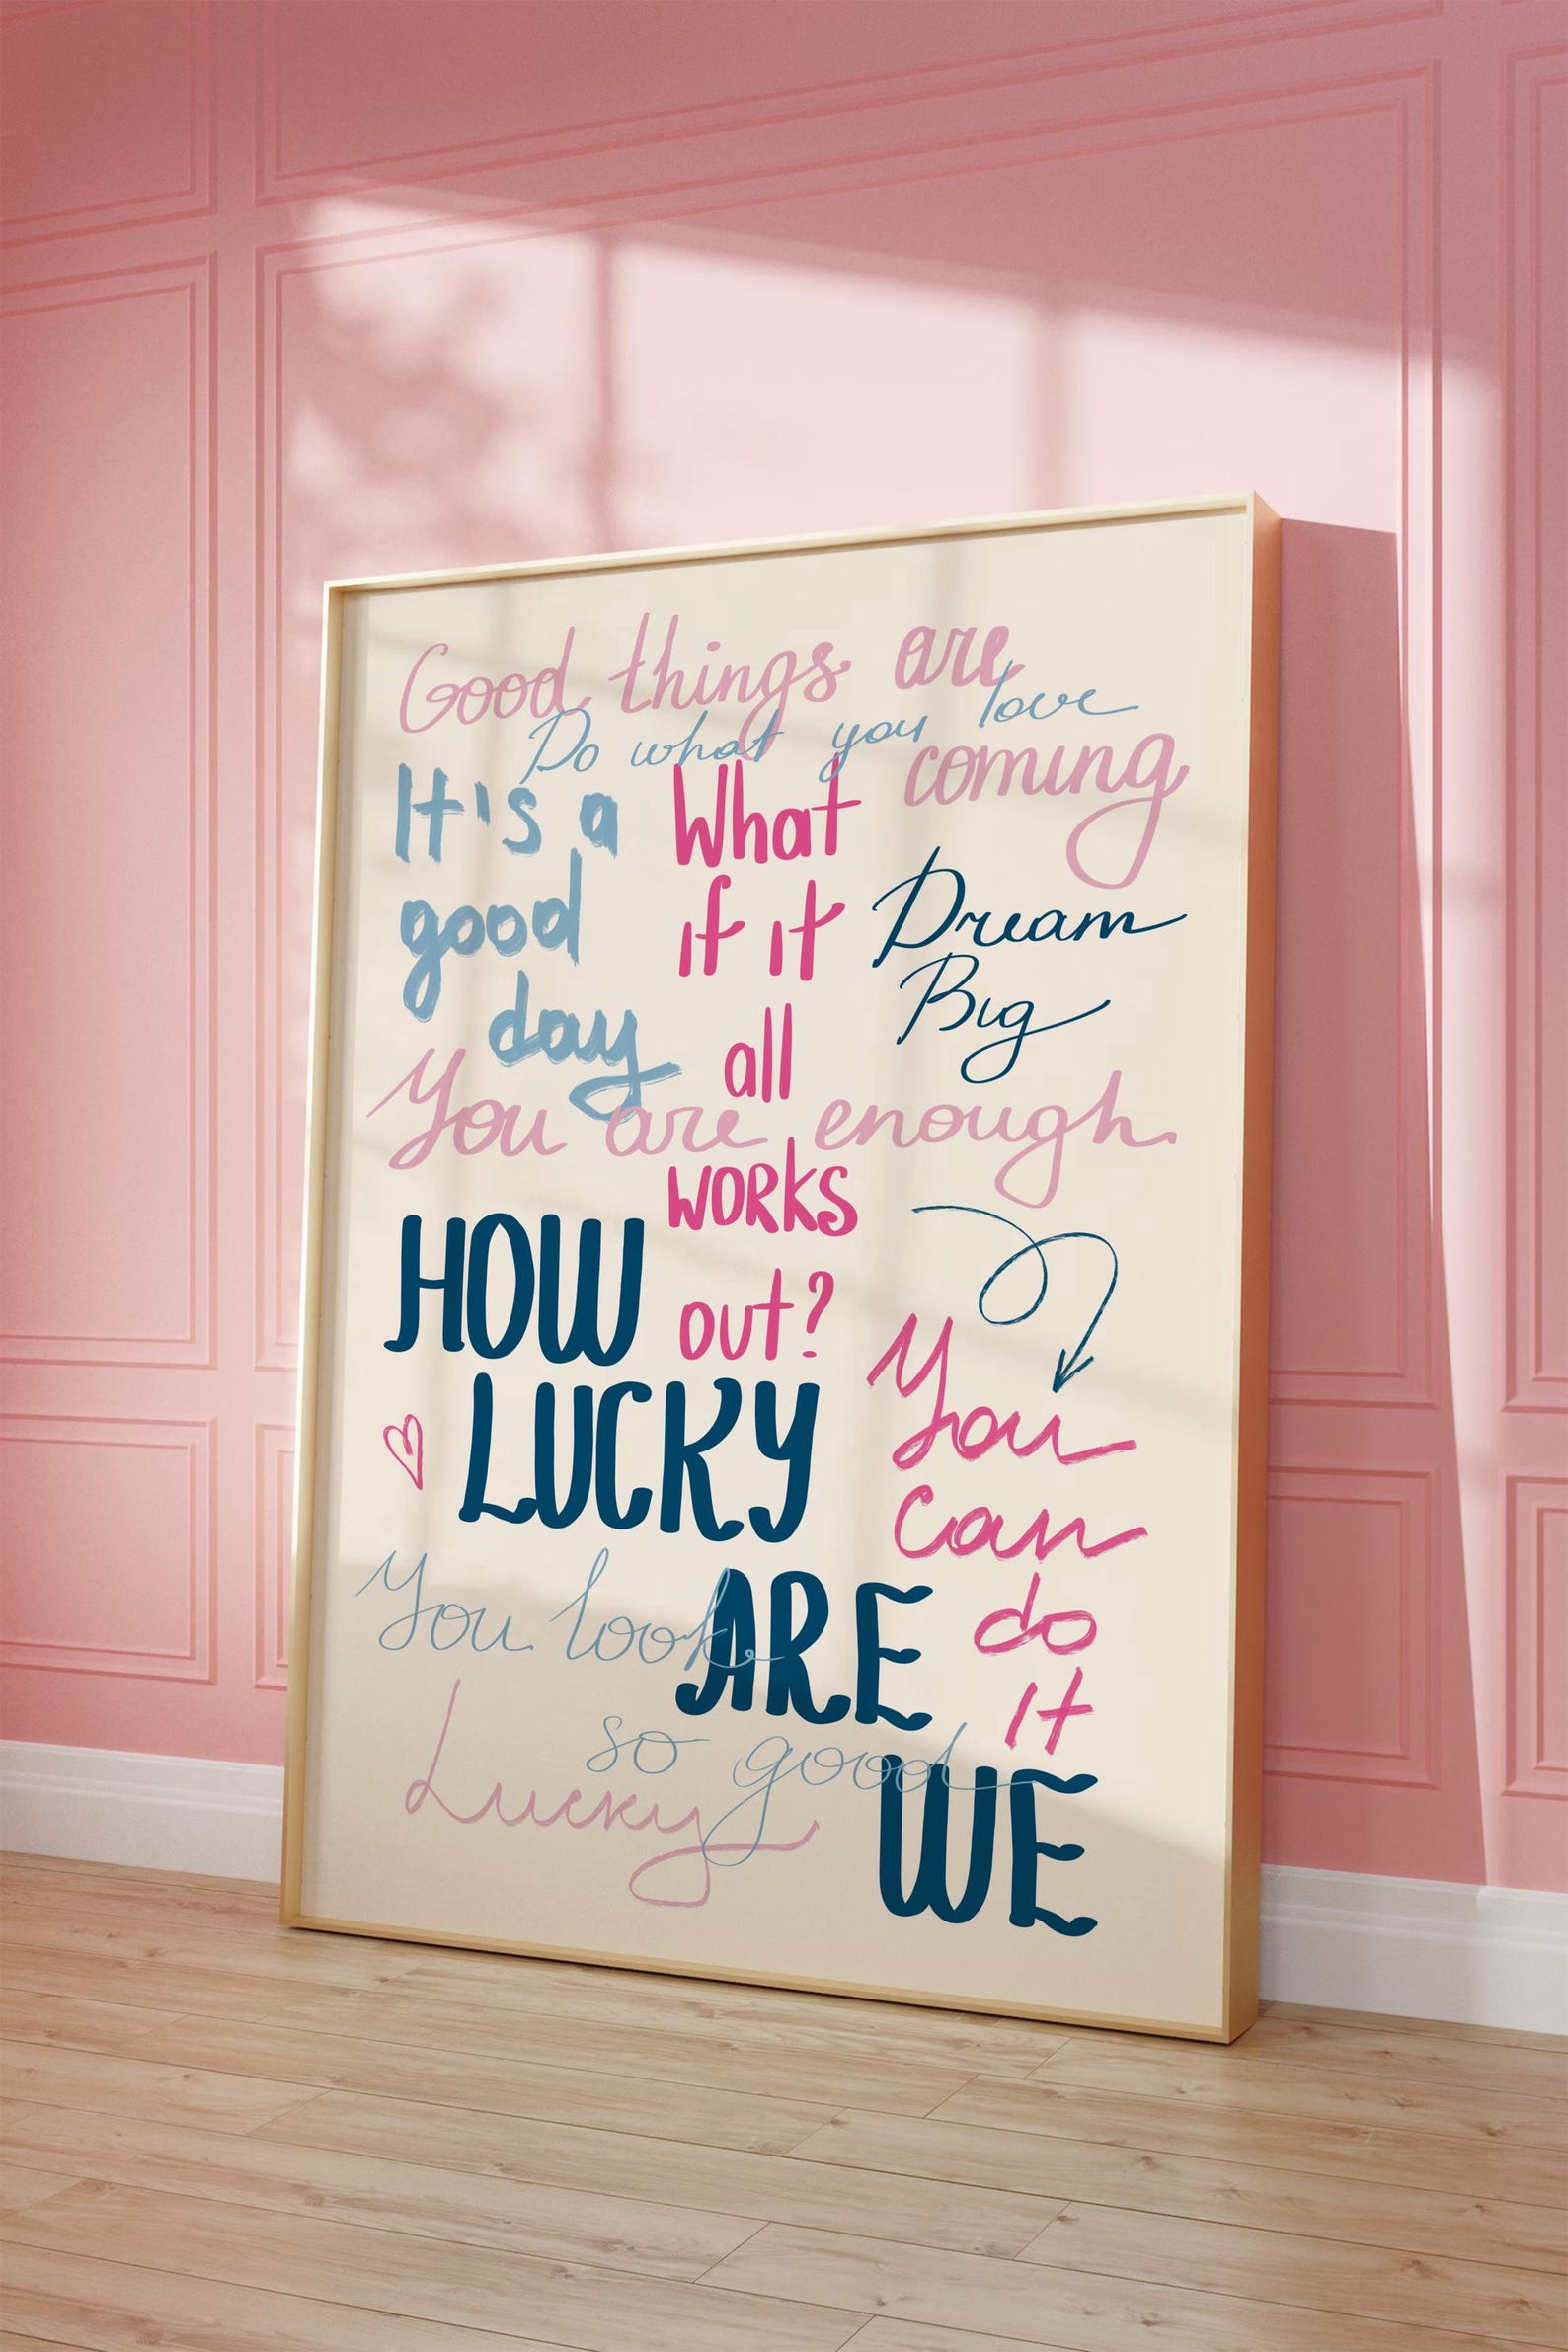 Good things are
coming
Do what you love
It's a
good
day
What
if it
all
works
out?
Dream
Big
You are enough.
HOW
LUCKY
ARE
WE
You
can
do
it
You look
so good
Lucky